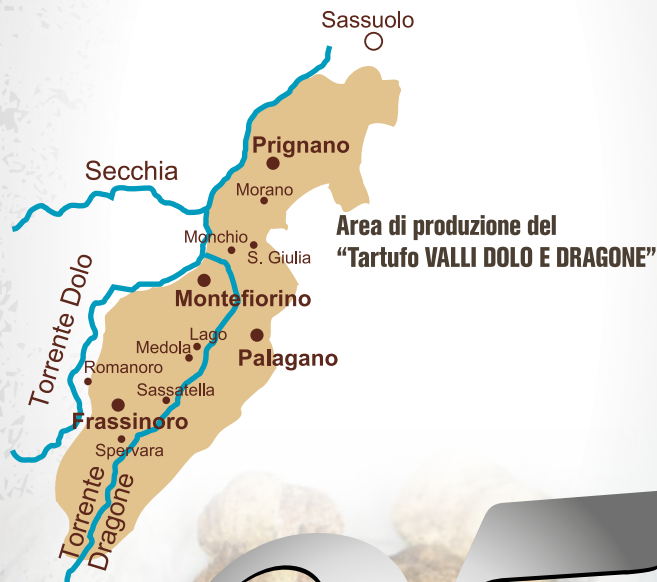 Sassuolo
Prignano
Secchia
Morano
Area di produzione del
“Tartufo VALLI DOLO E DRAGONE”
Monchio
S. Giulia
Torrente Dolo
Montefiorino
Lago
Medola
Palagano
Romanoro
Sassatella
Frassinoro
Spervara
Torrente
Dragone